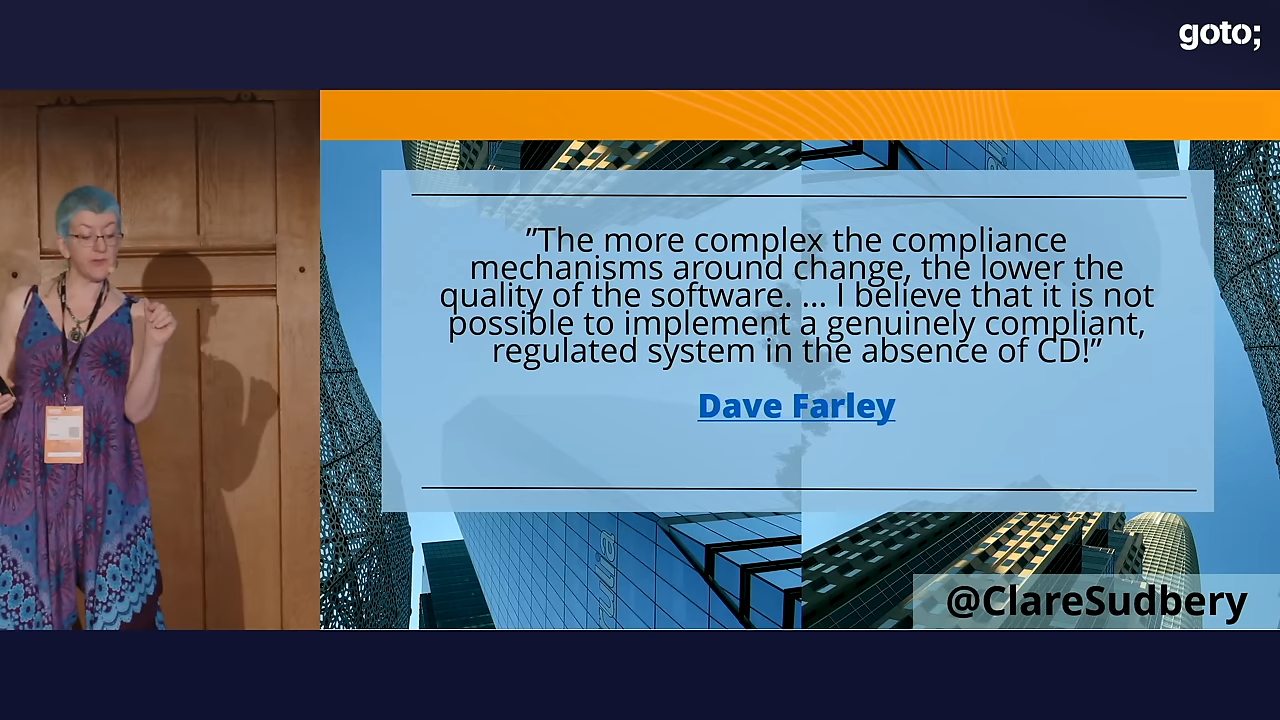 goto;
”The more complex the compliance
mechanisms around change, the lower the
quality of the software. ... I believe that it is not
possible to implement a genuinely compliant,
regulated system in the absence of CD!”
Dave Farley
@ClareSudbery